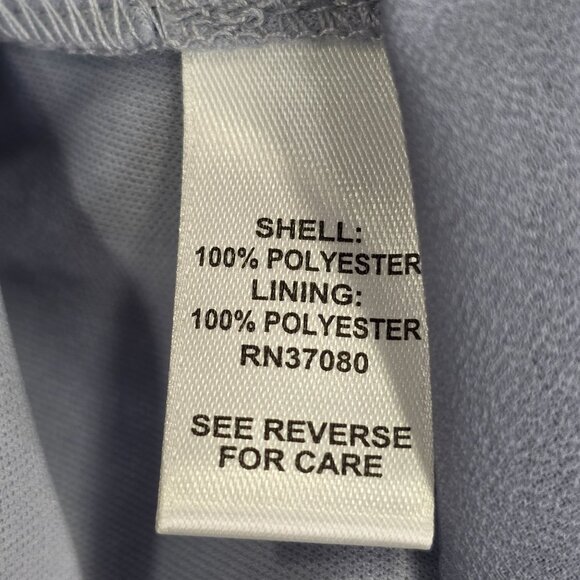 SHELL:
100% POLYESTER
LINING:
100% POLYESTER
RN37080
SEE REVERSE
FOR CARE